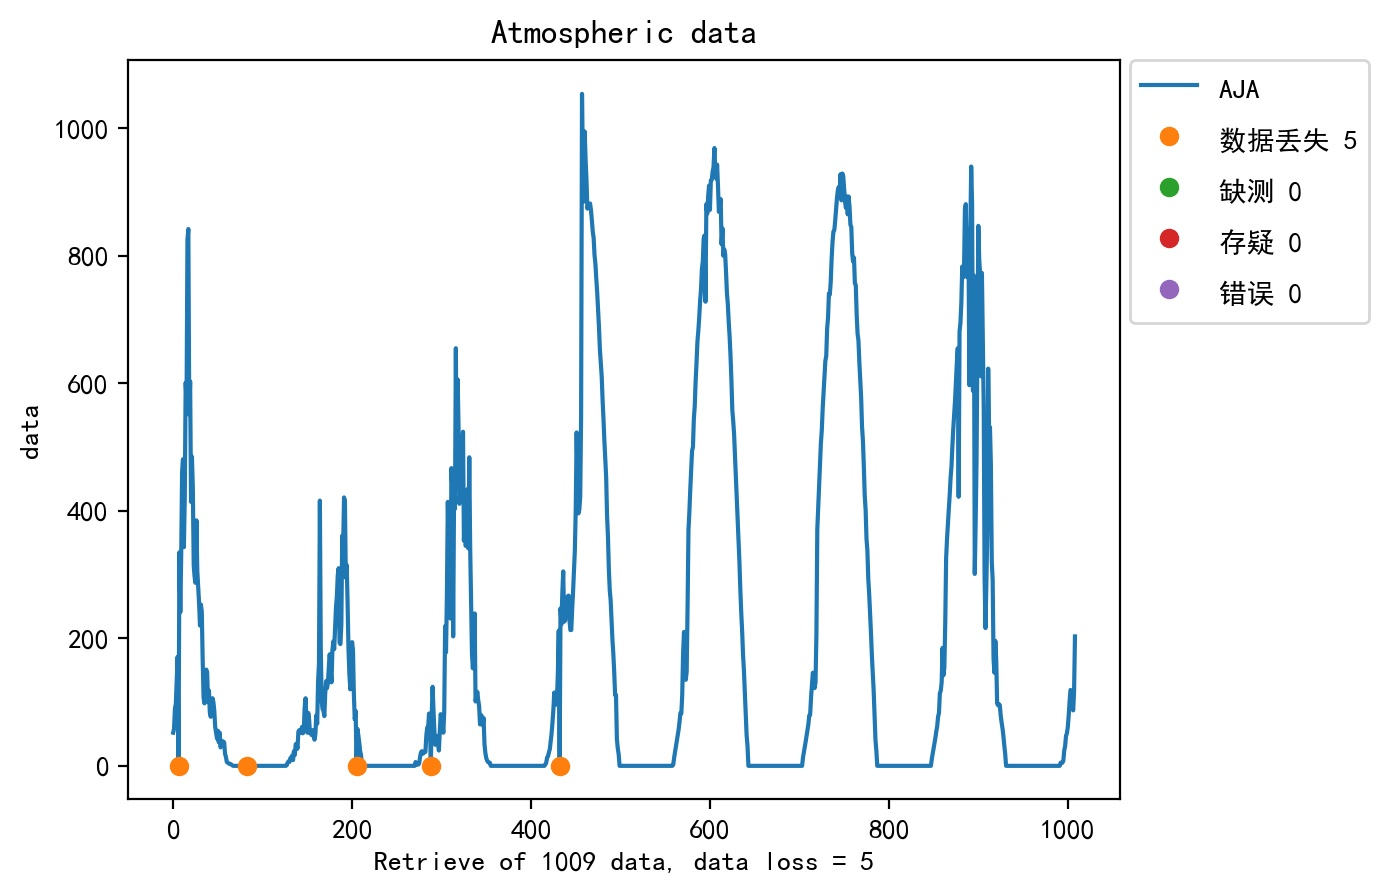 Atmospheric data
AJA
数据丢失 5
缺测 0
存疑 0
错误 0
data
1000
800
600
400
200
0
0 200 400 600 800 1000
Retrieve of 1009 data, data loss = 5